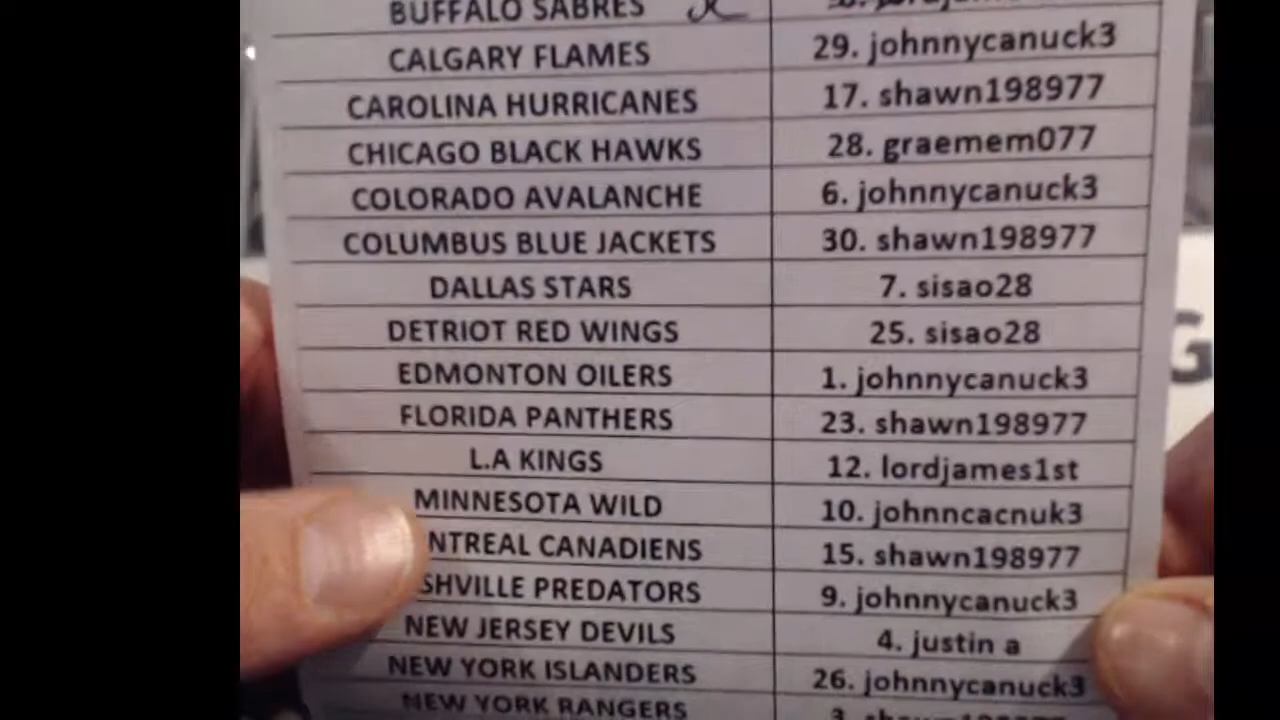 BUFFALO SABRES
CALGARY FLAMES 29. johnnycanuck3
CAROLINA HURRICANES 17. shawn198977
CHICAGO BLACK HAWKS 28. graemem077
COLORADO AVALANCHE 6. johnnycanuck3
COLUMBUS BLUE JACKETS 30. shawn198977
DALLAS STARS 7. sisao28
DETRIOT RED WINGS 25. sisao28
EDMONTON OILERS 1. johnnycanuck3
FLORIDA PANTHERS 23. shawn198977
L.A KINGS 12. lordjames1st
MINNESOTA WILD 10. johnncacnuk3
NTREAL CANADIENS 15. shawn198977
SHVILLE PREDATORS 9. johnnycanuck3
NEW JERSEY DEVILS 4. justin a
NEW YORK ISLANDERS 26. johnnycanuck3
NEW YORK RANGERS 3.
G